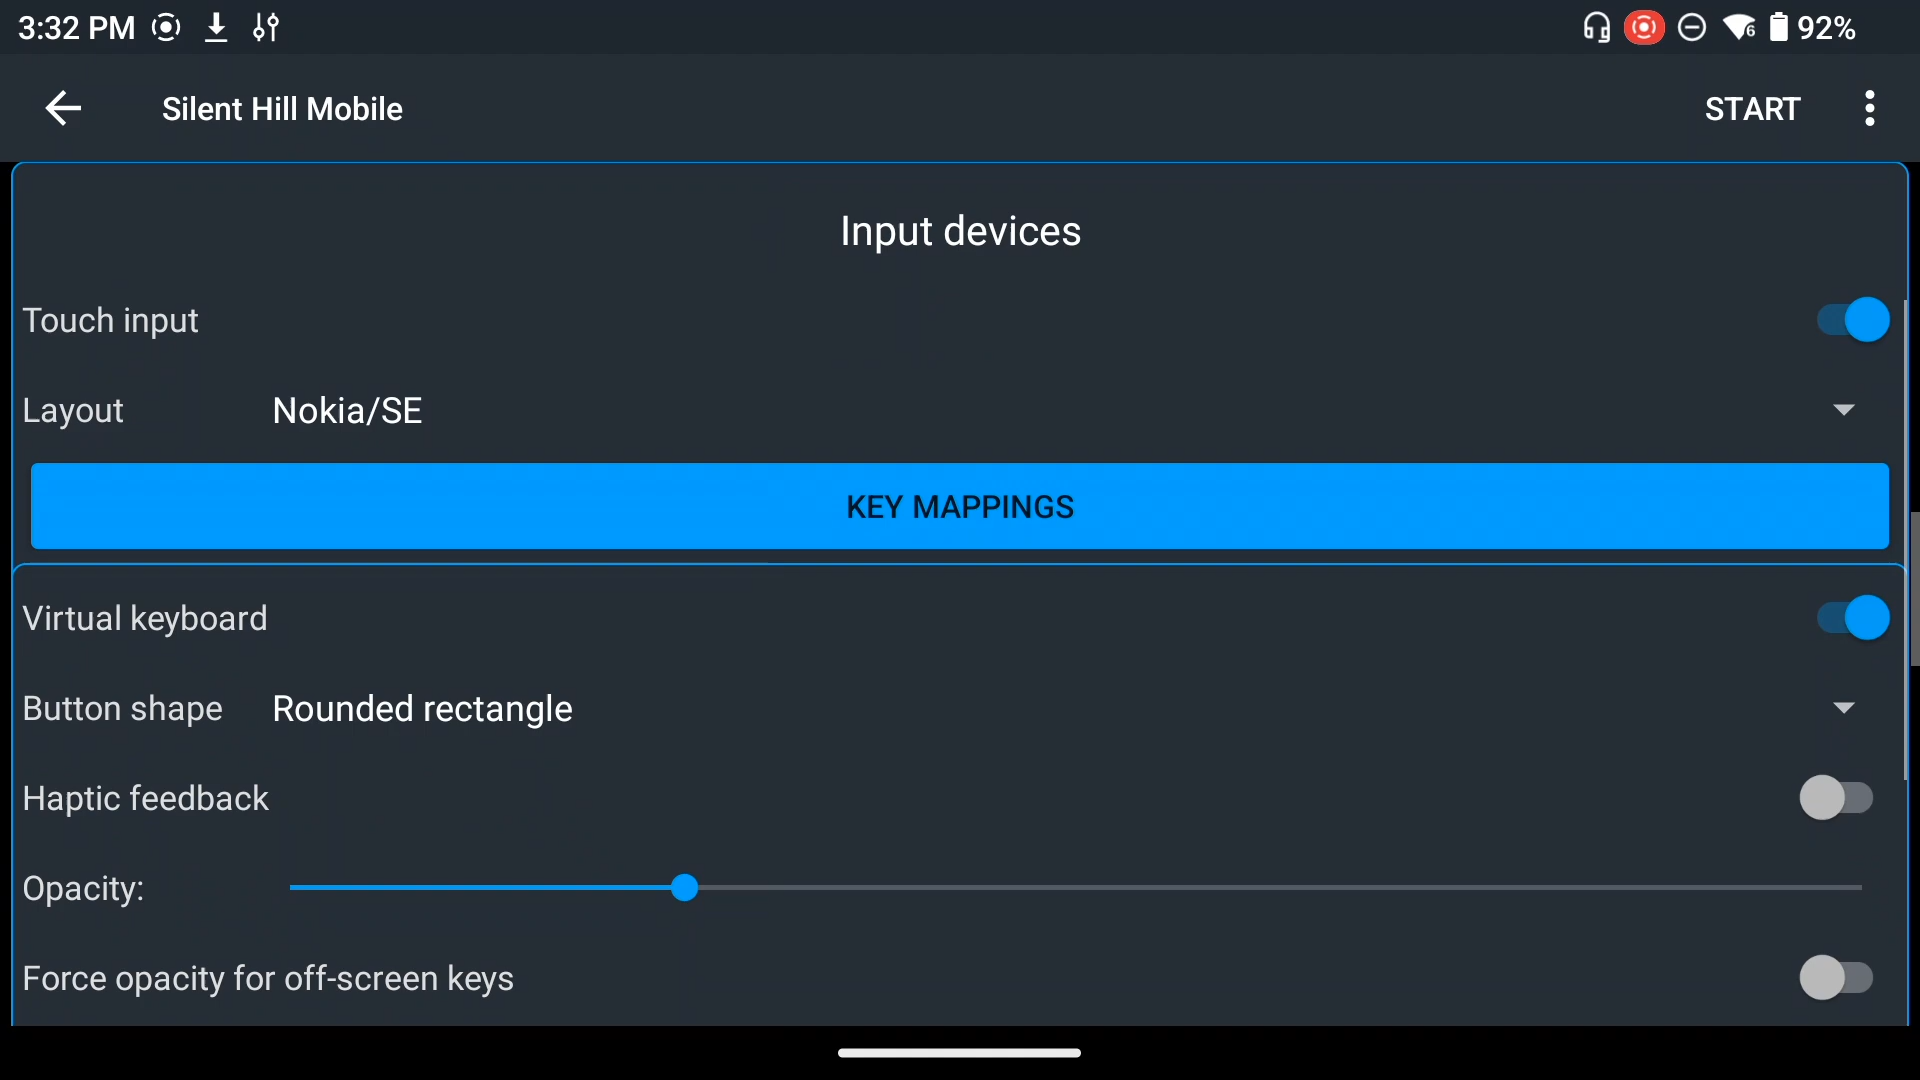 3:32 PM
6
92%
Silent Hill Mobile
START
Input devices
Touch input
Layout Nokia/SE
KEY MAPPINGS
Virtual keyboard
Button shape Rounded rectangle
Haptic feedback
Opacity:
Force opacity for off-screen keys